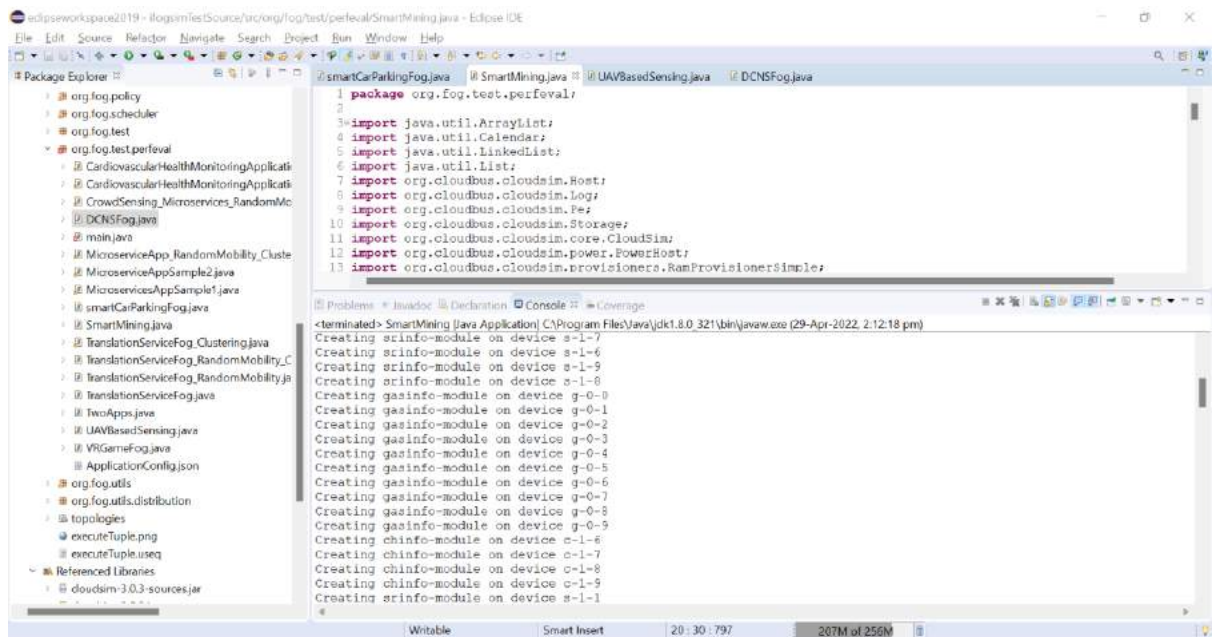 eclipseworkspace2019 - ifogsimTestSource/src/org/fog/test/perfeval/SmartMining.java - Eclipse IDE
File Edit Source Refactor Navigate Search Project Run Window Help
Package Explorer
org.fog.policy
org.fog.scheduler
org.fog.test
org.fog.test.perfeval
CardiovascularHealthMonitoringApplicati
CardiovascularHealthMonitoringApplicati
CrowdSensing_Microservices_RandomMo
DCNSFog.java
main.java
MicroserviceApp_RandomMobility_Cluste
MicroserviceAppSample2.java
MicroservicesAppSample1.java
smartCarParkingFog.java
SmartMining.java
TranslationServiceFog_Clustering.java
TranslationServiceFog_RandomMobility_C
TranslationServiceFog_RandomMobility.ja
TranslationServiceFog.java
TwoApps.java
UAVBasedSensing.java
VRGameFog.java
ApplicationConfig.json
org.fog.utils
org.fog.utils.distribution
topologies
executeTuple.png
executeTuple.useq
Referenced Libraries
cloudsim-3.0.3-sources.jar
smartCarParkingFog.java SmartMining.java UAVBasedSensing.java DCNSFog.java
1 package org.fog.test.perfeval;
2
3 import java.util.ArrayList;
4 import java.util.Calendar;
5 import java.util.LinkedList;
6 import java.util.List;
7 import org.cloudbus.cloudsim.Host;
8 import org.cloudbus.cloudsim.Log;
9 import org.cloudbus.cloudsim.Pe;
10 import org.cloudbus.cloudsim.Storage;
11 import org.cloudbus.cloudsim.core.CloudSim;
12 import org.cloudbus.cloudsim.power.PowerHost;
13 import org.cloudbus.cloudsim.provisioners.RamProvisionerSimple;
Problems Javadoc Declaration Console Coverage
<terminated> SmartMining [Java Application] C:\Program Files\Java\jdk1.8.0_321\bin\javaw.exe (29-Apr-2022, 2:12:18 pm)
Creating srinfo-module on device s-1-7
Creating srinfo-module on device s-1-6
Creating srinfo-module on device s-1-9
Creating srinfo-module on device s-1-8
Creating gasinfo-module on device g-0-0
Creating gasinfo-module on device g-0-1
Creating gasinfo-module on device g-0-2
Creating gasinfo-module on device g-0-3
Creating gasinfo-module on device g-0-4
Creating gasinfo-module on device g-0-5
Creating gasinfo-module on device g-0-6
Creating gasinfo-module on device g-0-7
Creating gasinfo-module on device g-0-8
Creating gasinfo-module on device g-0-9
Creating chinfo-module on device c-1-6
Creating chinfo-module on device c-1-7
Creating chinfo-module on device c-1-8
Creating chinfo-module on device c-1-9
Creating srinfo-module on device s-1-1
Writable Smart Insert 20 : 30 : 797 207M of 256M